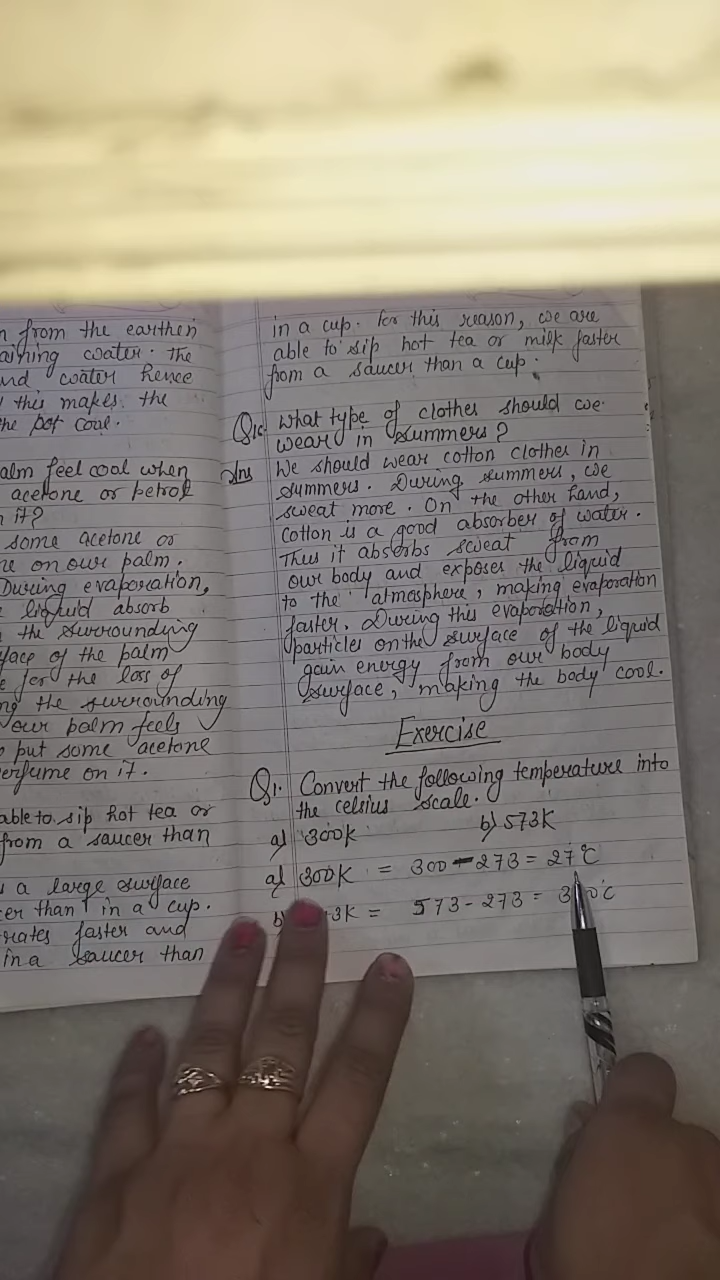 n from the earthen
aining water. The
nd water hence
this makes the
he pot cool.
alm feel cool when
acetone or petrol
n it?
some acetone or
ne on our palm.
During evaporation,
liquid absorb
the surrounding
face of the palm
e for the loss of
ng the surrounding
our palm feels
put some acetone
erfume on it.
able to sip hot tea or
from a saucer than
a large surface
cer than in a cup.
rates faster and
in a saucer than
in a cup. For this reason, we are
able to sip hot tea or milk faster
from a saucer than a cup.
What type of clothes should we
wear in summers?
Ans We should wear cotton clothes in
summers. During summers, we
sweat more. On the other hand,
cotton is a good absorber of water.
Thus it absorbs sweat from
our body and exposes the liquid
to the atmosphere, making evaporation
faster. During this evaporation,
particles on the surface of the liquid
gain energy from our body
surface, making the body cool.
Exercise
Q1. Convert the following temperature into
the celsius scale.
a) 300K b) 573K
a) 300K = 300 - 273 = 27°C
b) 3K = 573 - 273 = 300°C